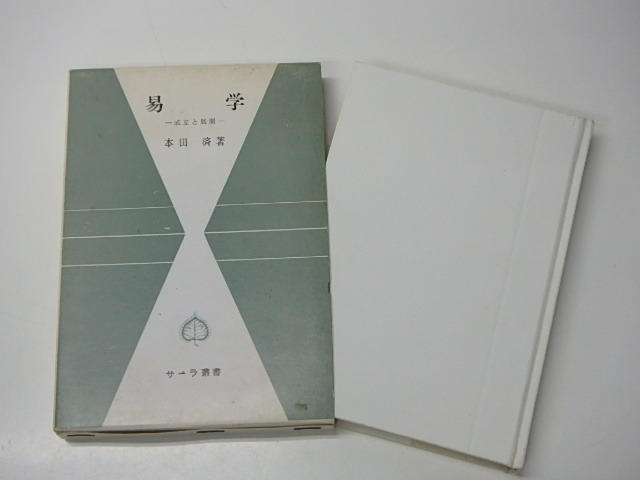 易学
―成立と展開―
本田 済著
サーラ叢書